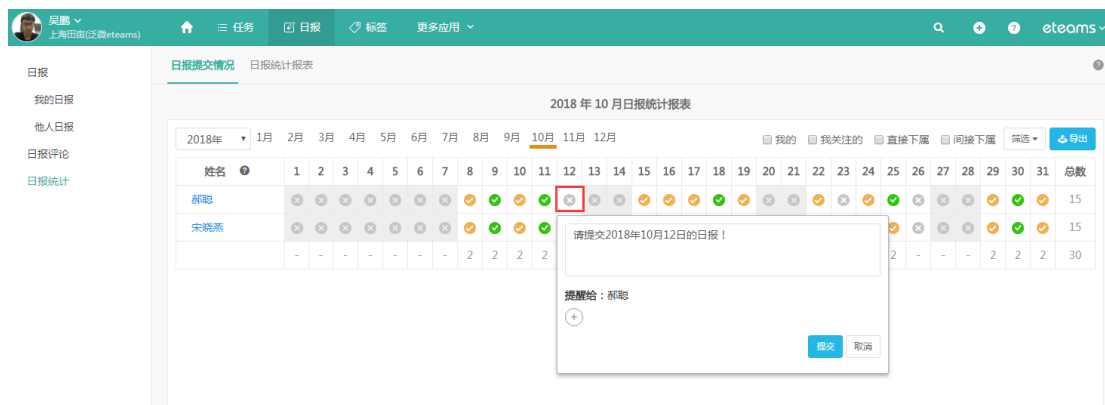 吴鹏
上海田亩(泛微eteams)
任务 日报 标签 更多应用
eteams
日报
我的日报
他人日报
日报评论
日报统计
日报提交情况 日报统计报表
2018 年 10 月日报统计报表
2018年 1月 2月 3月 4月 5月 6月 7月 8月 9月 10月 11月 12月 我的 我关注的 直接下属 间接下属 筛选 导出
姓名 1 2 3 4 5 6 7 8 9 10 11 12 13 14 15 16 17 18 19 20 21 22 23 24 25 26 27 28 29 30 31 总数
郝聪 15
宋晓燕 15
- - - - - - - 2 2 2 2 2 - - - 2 2 2 30
请提交2018年10月12日的日报！
提醒给：郝聪
提交 取消